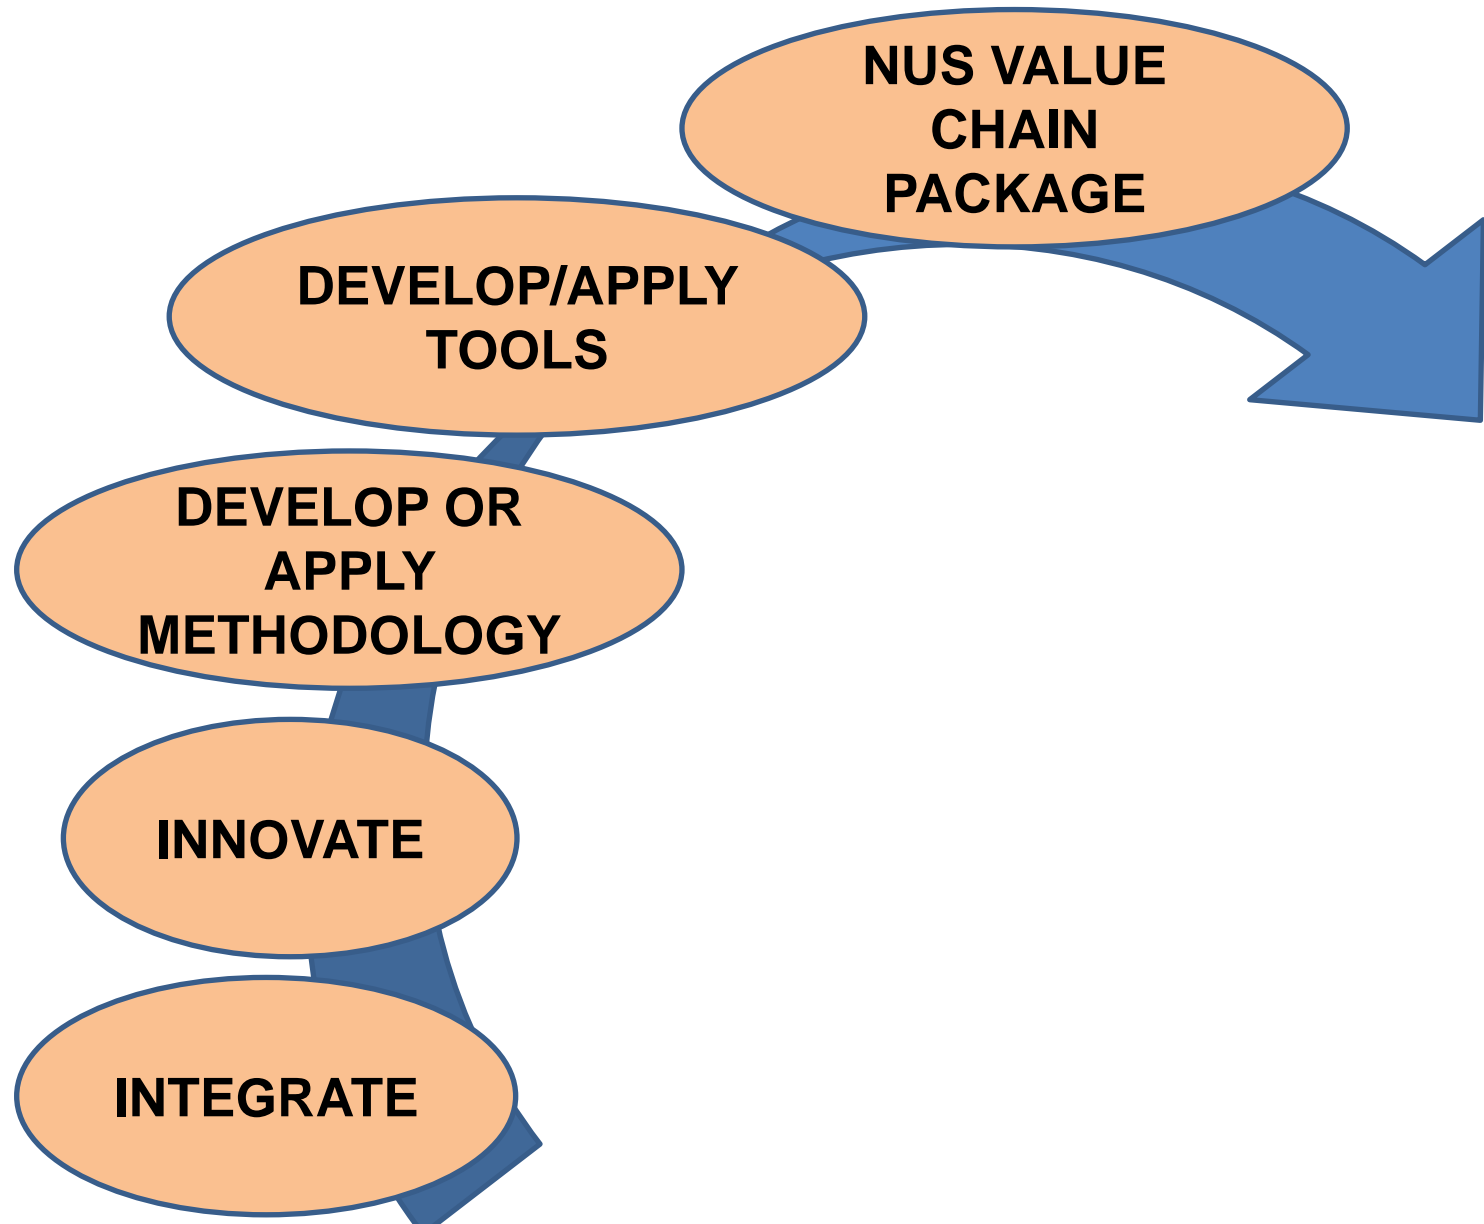 NUS VALUE
CHAIN
PACKAGE
DEVELOP/APPLY
TOOLS
DEVELOP OR
APPLY
METHODOLOGY
INNOVATE
INTEGRATE